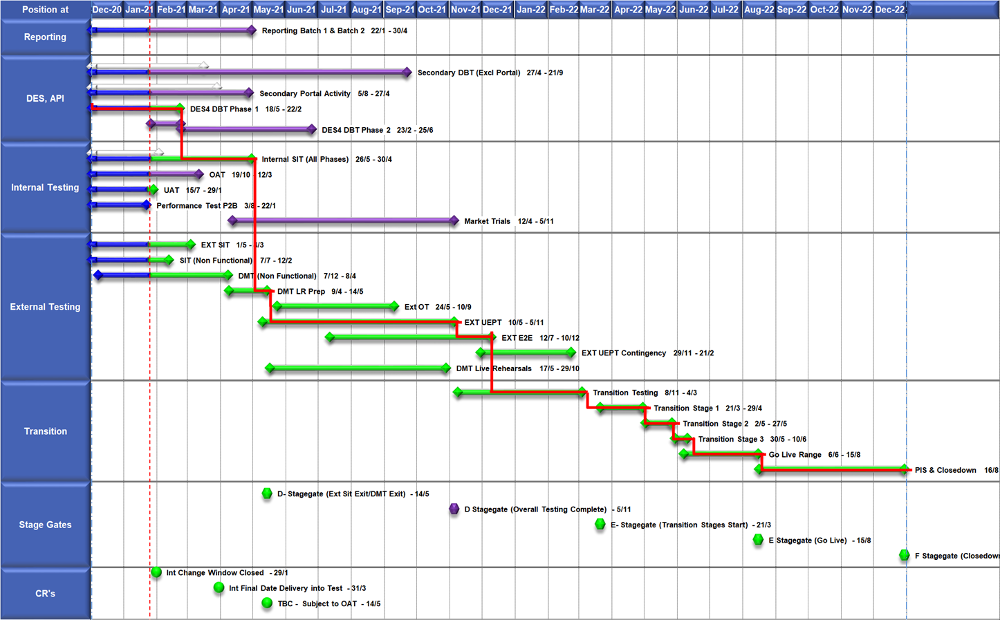 Position at Dec-20 Jan-21 Feb-21 Mar-21 Apr-21 May-21 Jun-21 Jul-21 Aug-21 Sep-21 Oct-21 Nov-21 Dec-21 Jan-22 Feb-22 Mar-22 Apr-22 May-22 Jun-22 Jul-22 Aug-22 Sep-22 Oct-22 Nov-22 Dec-22
Reporting
Reporting Batch 1 & Batch 2 22/1 - 30/4
DES, API
Secondary DBT (Excl Portal) 27/4 - 21/9
Secondary Portal Activity 5/8 - 27/4
DES4 DBT Phase 1 18/5 - 22/2
DES4 DBT Phase 2 23/2 - 25/6
Internal Testing
Internal SIT (All Phases) 26/5 - 30/4
OAT 19/10 - 12/3
UAT 15/7 - 29/1
Performance Test P2B 3/8 - 22/1
Market Trials 12/4 - 5/11
External Testing
EXT SIT 1/5 - /3
SIT (Non Functional) 7/7 - 12/2
DMT (Non Functional) 7/12 - 8/4
DMT LR Prep 9/4 - 14/5
Ext OT 24/5 - 10/9
EXT UEPT 10/5 - 5/11
EXT E2E 12/7 - 10/12
EXT UEPT Contingency 29/11 - 21/2
DMT Live Rehearsals 17/5 - 29/10
Transition
Transition Testing 8/11 - 4/3
Transition Stage 1 21/3 - 29/4
Transition Stage 2 2/5 - 27/5
Transition Stage 3 30/5 - 10/6
Go Live Range 6/6 - 15/8
PIS & Closedown 16/8
Stage Gates
D- Stagegate (Ext Sit Exit/DMT Exit) - 14/5
D Stagegate (Overall Testing Complete) - 5/11
E- Stagegate (Transition Stages Start) - 21/3
E Stagegate (Go Live) - 15/8
F Stagegate (Closedown
CR's
Int Change Window Closed - 29/1
Int Final Date Delivery into Test - 31/3
TBC - Subject to OAT - 14/5